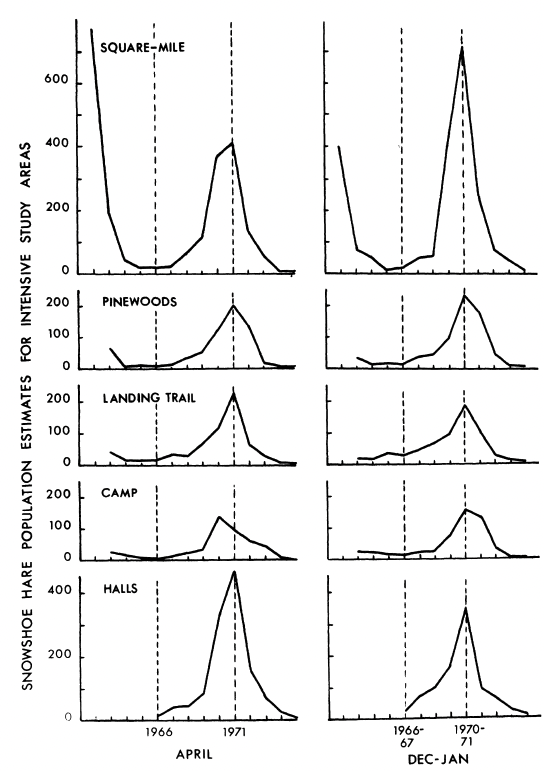 SNOWSHOE HARE POPULATION ESTIMATES FOR INTENSIVE STUDY AREAS
SQUARE-MILE
600
400
200
0
PINEWOODS
200
100
0
LANDING TRAIL
200
100
0
CAMP
200
100
0
HALLS
400
200
0
1966 1971
APRIL
1966-67 1970-71
DEC-JAN